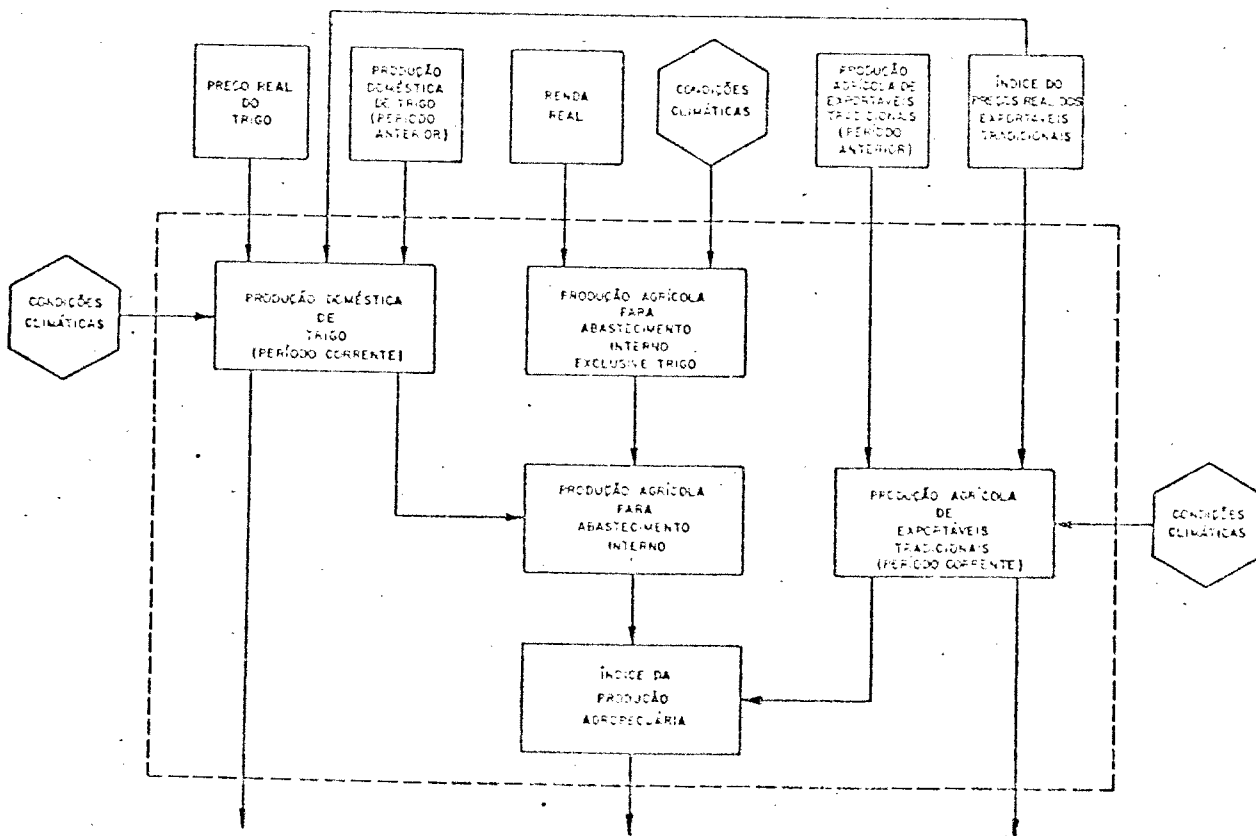 PREÇO REAL
DO
TRIGO
PRODUÇÃO
DOMÉSTICA
DE TRIGO
(PERÍODO
ANTERIOR)
RENDA
REAL
CONDIÇÕES
CLIMÁTICAS
PRODUÇÃO
AGRÍCOLA DE
EXPORTÁVEIS
TRADICIONAIS
(PERÍODO
ANTERIOR)
ÍNDICE DO
PREÇOS REAL DOS
EXPORTÁVEIS
TRADICIONAIS
CONDIÇÕES
CLIMÁTICAS
PRODUÇÃO DOMÉSTICA
DE
TRIGO
(PERÍODO CORRENTE)
PRODUÇÃO AGRÍCOLA
PARA
ABASTECIMENTO
INTERNO
EXCLUSIVE TRIGO
PRODUÇÃO AGRÍCOLA
PARA
ABASTECIMENTO
INTERNO
PRODUÇÃO AGRÍCOLA
DE
EXPORTÁVEIS
TRADICIONAIS
(PERÍODO CORRENTE)
CONDIÇÕES
CLIMÁTICAS
ÍNDICE DA
PRODUÇÃO
AGROPECUÁRIA